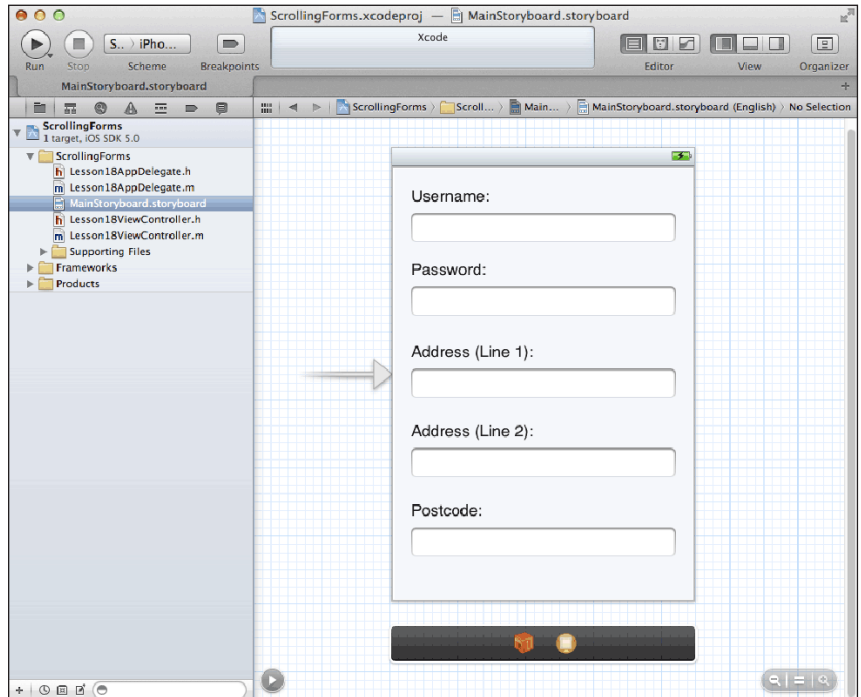 ScrollingForms.xcodeproj — MainStoryboard.storyboard
S.. › iPho...
Xcode
Run Stop Scheme Breakpoints Editor View Organizer
MainStoryboard.storyboard
+
ScrollingForms › Scroll... › Main... › MainStoryboard.storyboard (English) › No Selection
ScrollingForms
1 target, iOS SDK 5.0
ScrollingForms
h Lesson18AppDelegate.h
m Lesson18AppDelegate.m
MainStoryboard.storyboard
h Lesson18ViewController.h
m Lesson18ViewController.m
Supporting Files
Frameworks
Products
Username:
Password:
Address (Line 1):
Address (Line 2):
Postcode: